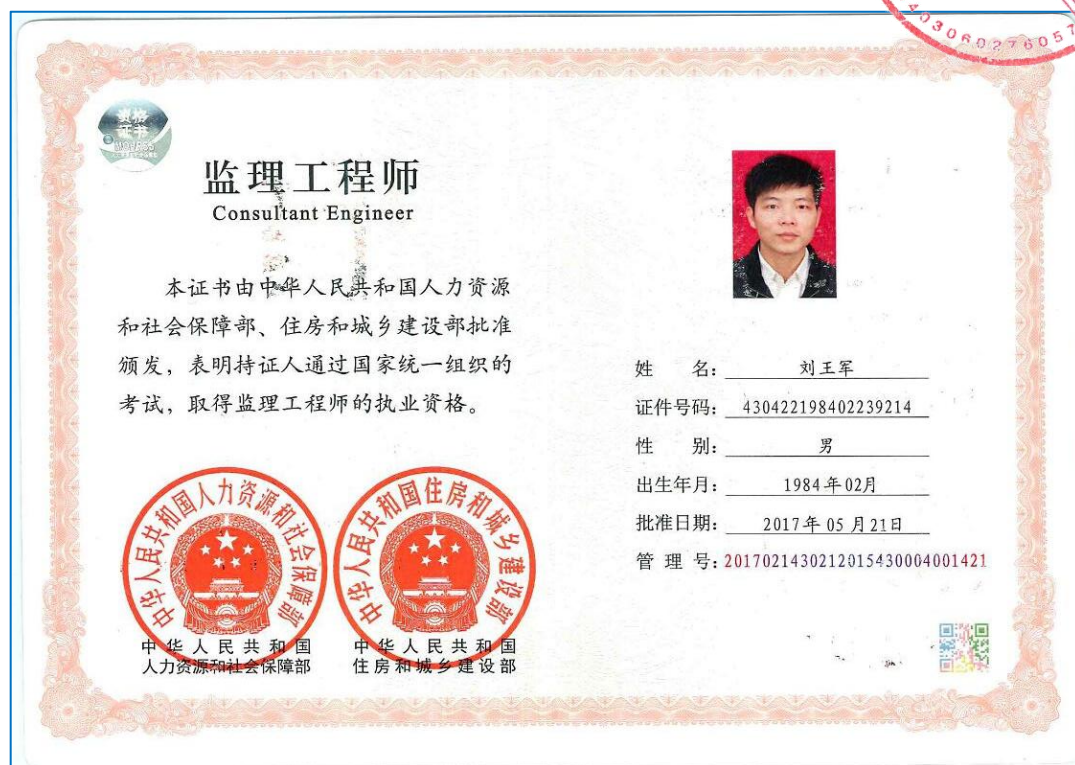 403060276057
资格
证书
监理工程师
Consultant Engineer
本证书由中华人民共和国人力资源
和社会保障部、住房和城乡建设部批准
颁发，表明持证人通过国家统一组织的
考试，取得监理工程师的执业资格。
中华人民共和国人力资源和社会保障部
中华人民共和国住房和城乡建设部
中华人民共和国
人力资源和社会保障部
中华人民共和国
住房和城乡建设部
姓 名： 刘王军
证件号码： 430422198402239214
性 别： 男
出生年月： 1984年02月
批准日期： 2017年05月21日
管 理 号： 2017021430212015430004001421